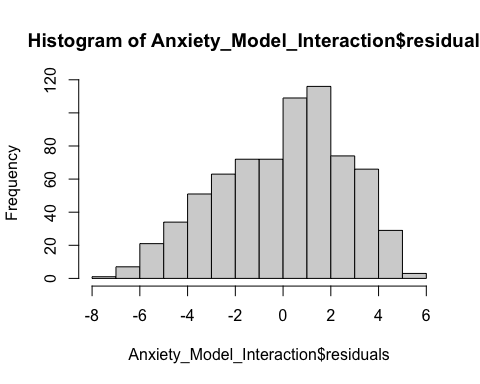 Histogram of Anxiety_Model_Interaction$residual
Frequency
120
80
60
40
20
0
-8 -6 -4 -2 0 2 4 6
Anxiety_Model_Interaction$residuals